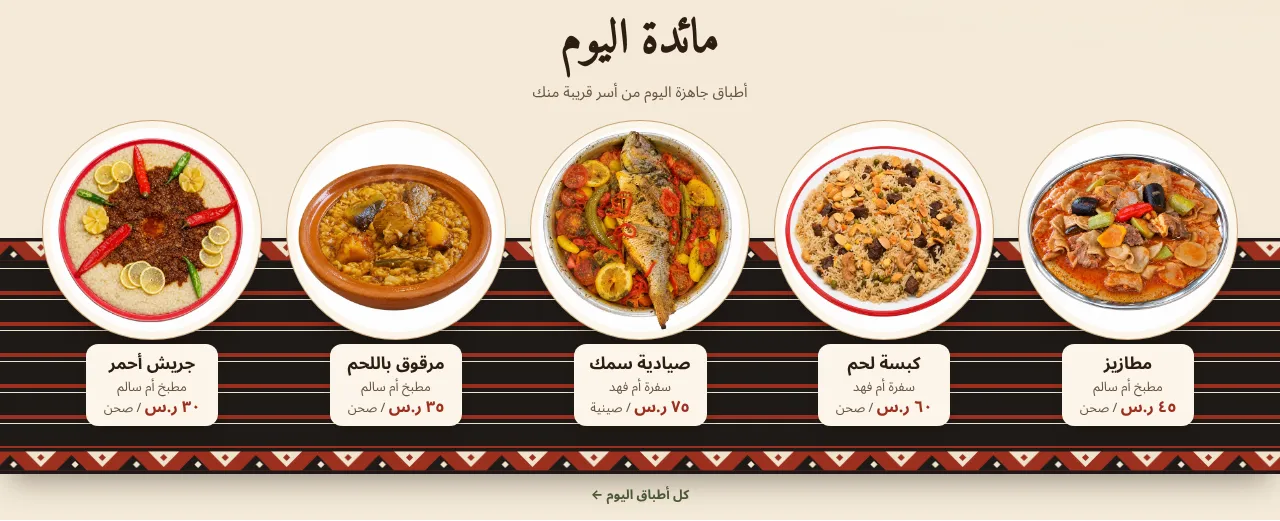 مائدة اليوم
أطباق جاهزة اليوم من أسر قريبة منك
مطازيز
مطبخ أم سالم
٤٥ ر.س / صحن
كبسة لحم
سفرة أم فهد
٦٠ ر.س / صحن
صيادية سمك
سفرة أم فهد
٧٥ ر.س / صينية
مرقوق باللحم
مطبخ أم سالم
٣٥ ر.س / صحن
جريش أحمر
مطبخ أم سالم
٣٠ ر.س / صحن
كل أطباق اليوم ←